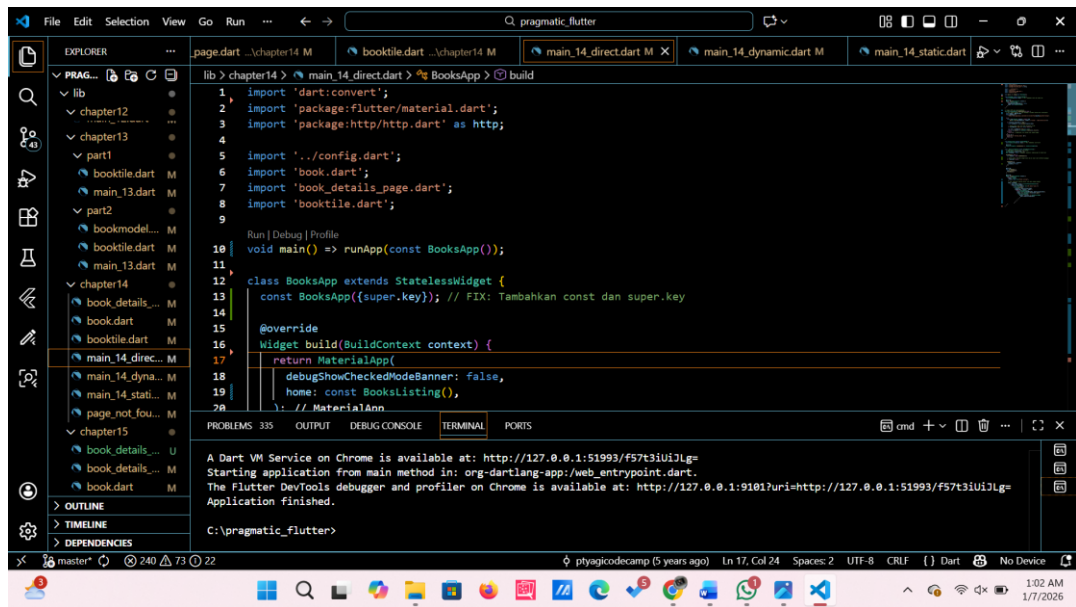 File Edit Selection View Go Run ··· ← → pragmatic_flutter
EXPLORER ···
_page.dart ...\chapter14 M booktile.dart ...\chapter14 M main_14_direct.dart M × main_14_dynamic.dart M main_14_static.dart
PRAG...
lib > chapter14 > main_14_direct.dart > BooksApp > build
lib
chapter12
chapter13
part1
booktile.dart M
main_13.dart M
part2
bookmodel.... M
booktile.dart M
main_13.dart M
chapter14
book_details_... M
book.dart M
booktile.dart M
main_14_direc... M
main_14_dyna... M
main_14_stati... M
page_not_fou... M
chapter15
book_details_... U
book_details_... M
book.dart M
OUTLINE
TIMELINE
DEPENDENCIES
43
1 import 'dart:convert';
2 import 'package:flutter/material.dart';
3 import 'package:http/http.dart' as http;
4
5 import '../config.dart';
6 import 'book.dart';
7 import 'book_details_page.dart';
8 import 'booktile.dart';
9
Run | Debug | Profile
10 void main() => runApp(const BooksApp());
11
12 class BooksApp extends StatelessWidget {
13 const BooksApp({super.key}); // FIX: Tambahkan const dan super.key
14
15 @override
16 Widget build(BuildContext context) {
17 return MaterialApp(
18 debugShowCheckedModeBanner: false,
19 home: const BooksListing(),
20 ); // MaterialApp
PROBLEMS 335 OUTPUT DEBUG CONSOLE TERMINAL PORTS cmd
A Dart VM Service on Chrome is available at: http://127.0.0.1:51993/f57t3iUiJLg=
Starting application from main method in: org-dartlang-app:/web_entrypoint.dart.
The Flutter DevTools debugger and profiler on Chrome is available at: http://127.0.0.1:9101?uri=http://127.0.0.1:51993/f57t3iUiJLg=
Application finished.
C:\pragmatic_flutter>
master* 240 73 22 ptyagicodecamp (5 years ago) Ln 17, Col 24 Spaces: 2 UTF-8 CRLF { } Dart No Device
3 5 2 1:02 AM
1/7/2026